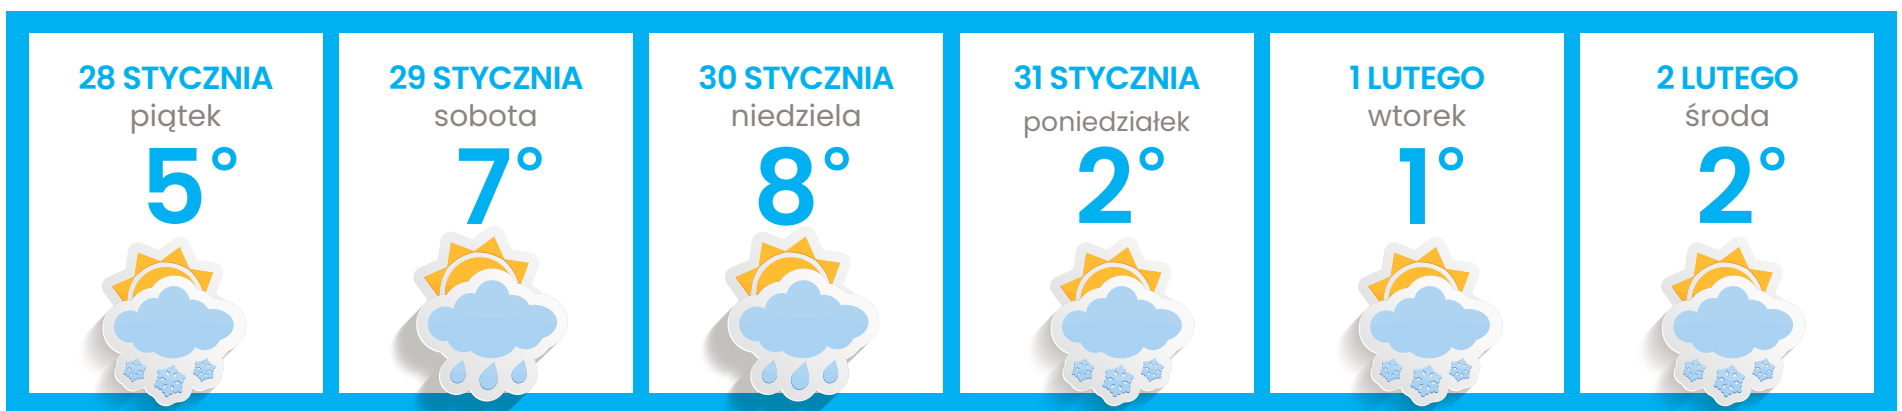 28 STYCZNIA
piątek
5°
29 STYCZNIA
sobota
7°
30 STYCZNIA
niedziela
8°
31 STYCZNIA
poniedziałek
2°
1 LUTEGO
wtorek
1°
2 LUTEGO
środa
2°